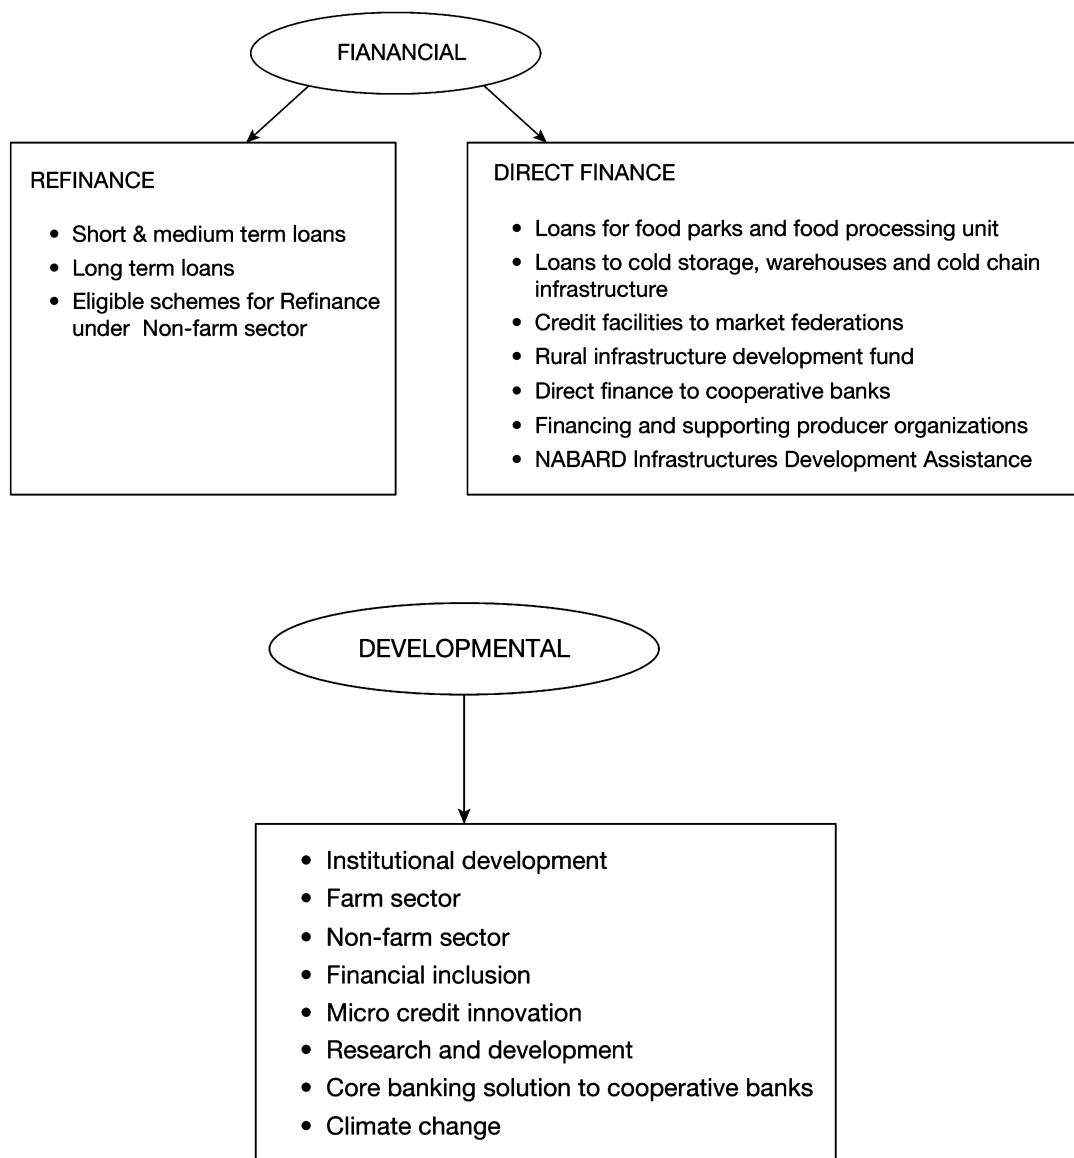 FIANANCIAL
REFINANCE
• Short & medium term loans
• Long term loans
• Eligible schemes for Refinance
under Non-farm sector
DIRECT FINANCE
• Loans for food parks and food processing unit
• Loans to cold storage, warehouses and cold chain
infrastructure
• Credit facilities to market federations
• Rural infrastructure development fund
• Direct finance to cooperative banks
• Financing and supporting producer organizations
• NABARD Infrastructures Development Assistance
DEVELOPMENTAL
• Institutional development
• Farm sector
• Non-farm sector
• Financial inclusion
• Micro credit innovation
• Research and development
• Core banking solution to cooperative banks
• Climate change